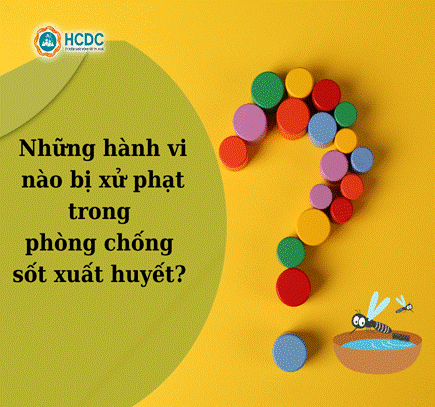 HCDC
Những hành vi
nào bị xử phạt
trong
phòng chống
sốt xuất huyết?